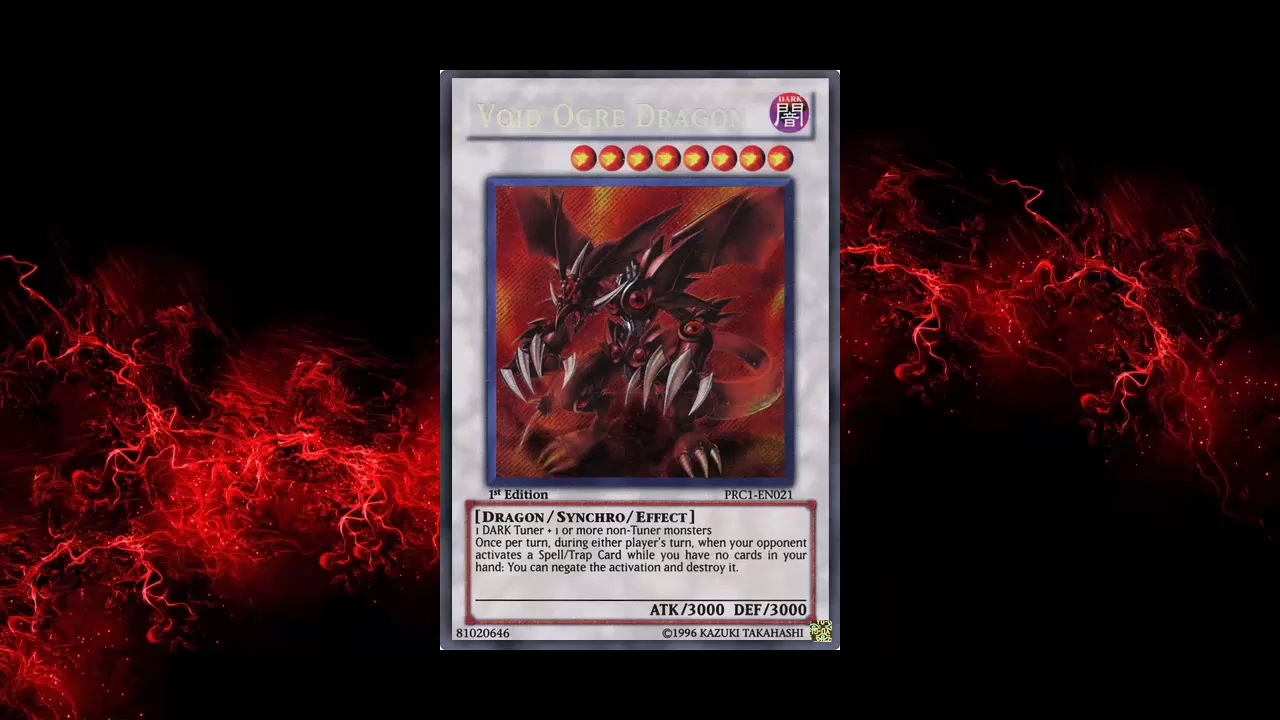 VOID OGRE DRAGON
DARK
闇
1st Edition PRC1-EN021
[DRAGON/SYNCHRO/EFFECT]
1 DARK Tuner + 1 or more non-Tuner monsters
Once per turn, during either player's turn, when your opponent
activates a Spell/Trap Card while you have no cards in your
hand: You can negate the activation and destroy it.
ATK/3000 DEF/3000
81020646 ©1996 KAZUKI TAKAHASHI